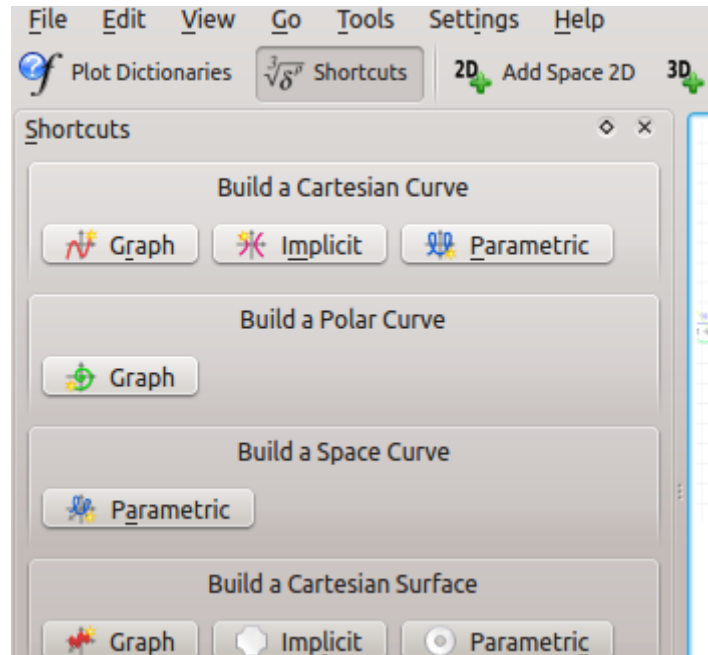 File Edit View Go Tools Settings Help
Plot Dictionaries ∛δᵖ Shortcuts 2D Add Space 2D 3D
Shortcuts
Build a Cartesian Curve
Graph Implicit Parametric
Build a Polar Curve
Graph
Build a Space Curve
Parametric
Build a Cartesian Surface
Graph Implicit Parametric